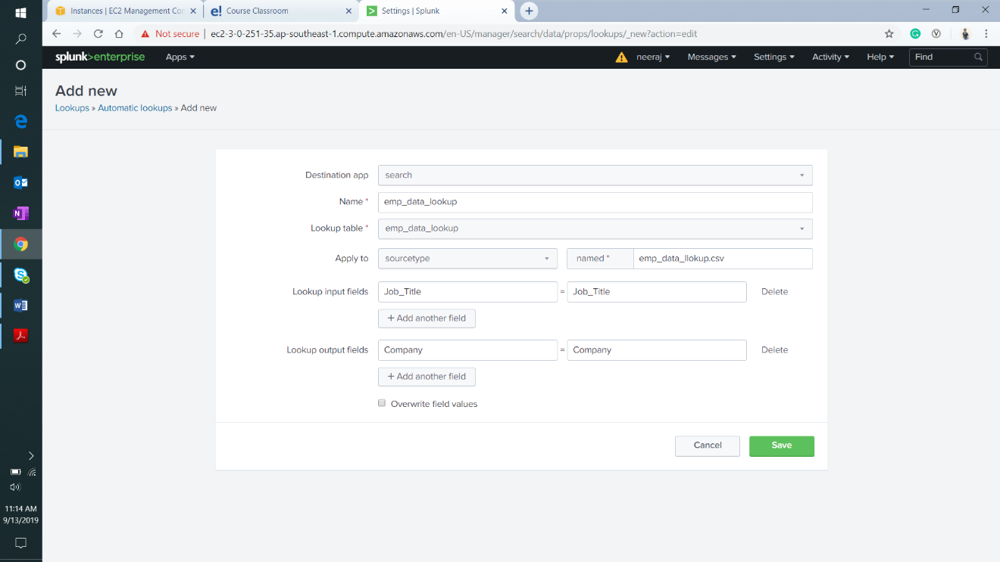 Instances | EC2 Management Con
Course Classroom
Settings | Splunk
Not secure | ec2-3-0-251-35.ap-southeast-1.compute.amazonaws.com/en-US/manager/search/data/props/lookups/_new?action=edit
splunk>enterprise Apps neeraj Messages Settings Activity Help Find
Add new
Lookups » Automatic lookups » Add new
Destination app search
Name * emp_data_lookup
Lookup table * emp_data_lookup
Apply to sourcetype named * emp_data_llokup.csv
Lookup input fields Job_Title = Job_Title Delete
+ Add another field
Lookup output fields Company = Company Delete
+ Add another field
Overwrite field values
Cancel Save
11:14 AM
9/13/2019